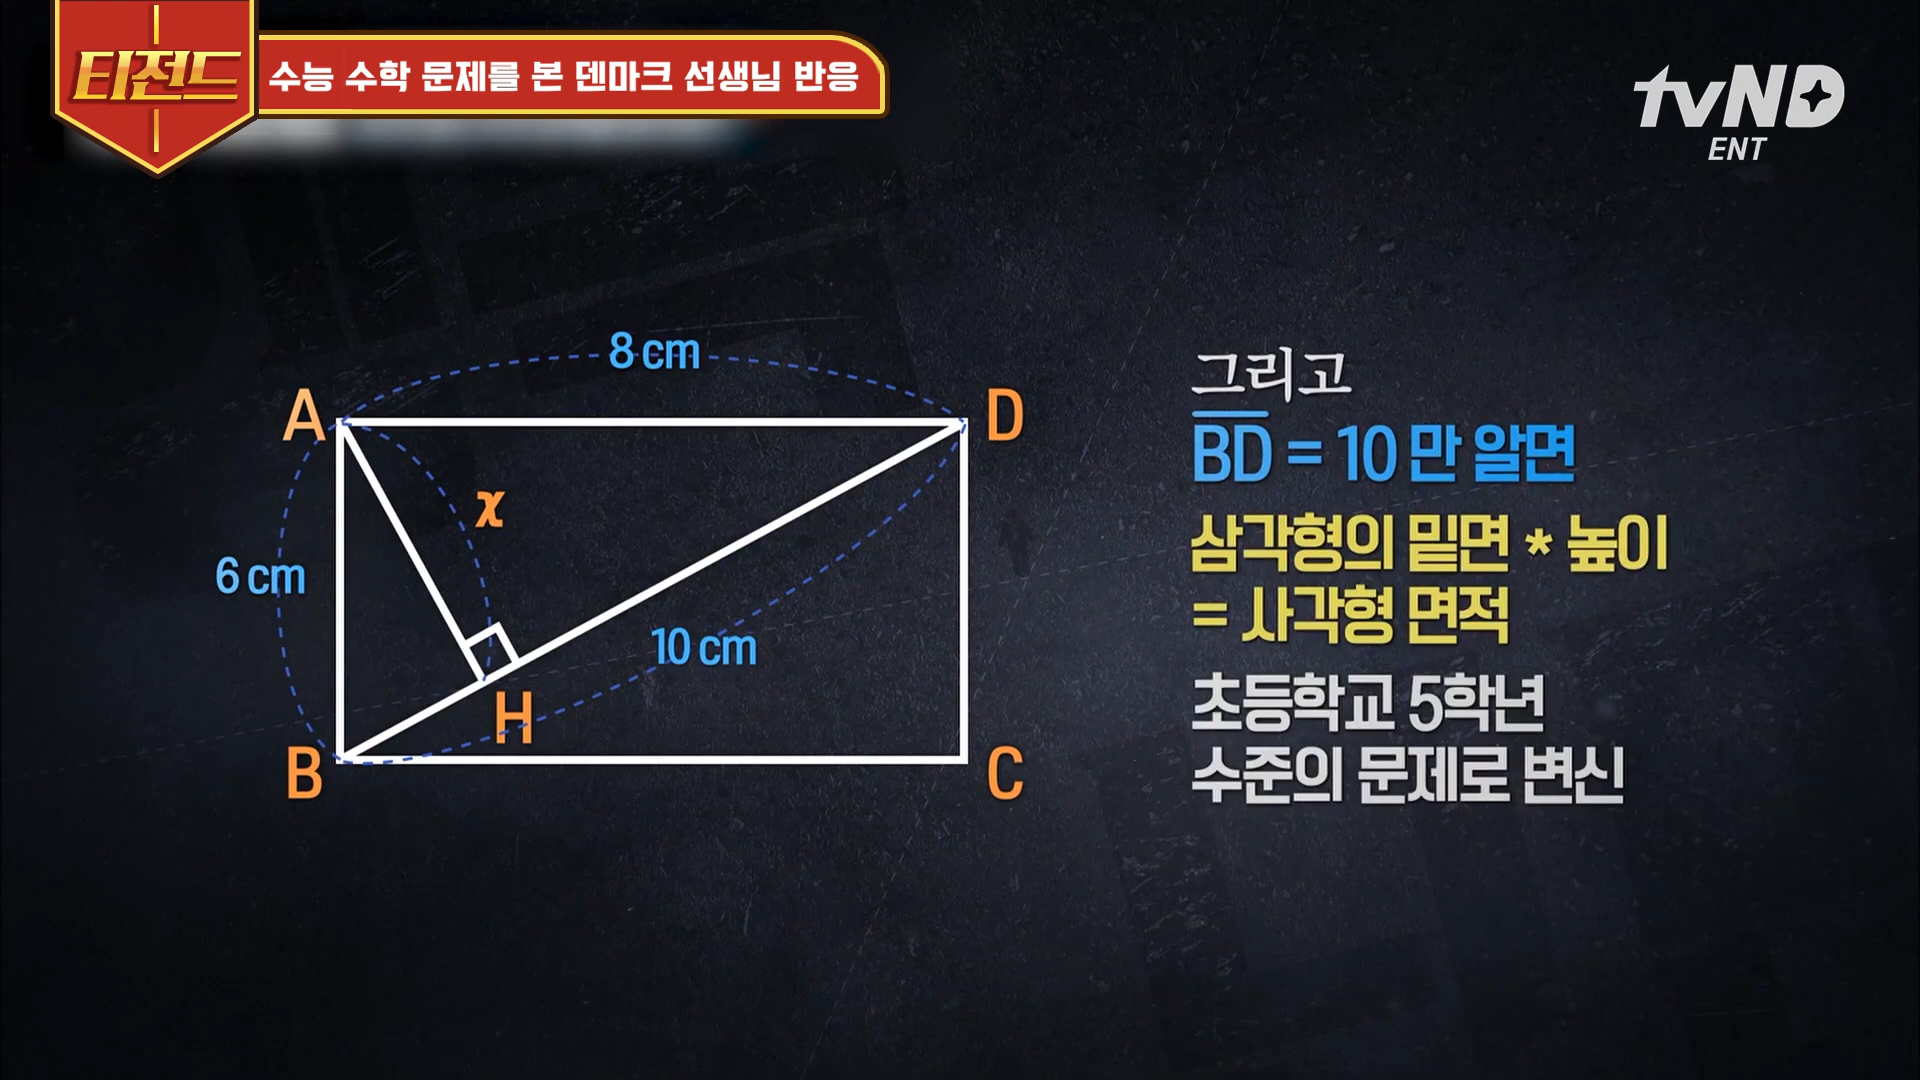 티전드
수능 수학 문제를 본 덴마크 선생님 반응
tvND
ENT
8 cm
A
D
x
6 cm
10 cm
H
B
C
그리고
BD = 10 만 알면
삼각형의 밑면 * 높이
= 사각형 면적
초등학교 5학년
수준의 문제로 변신